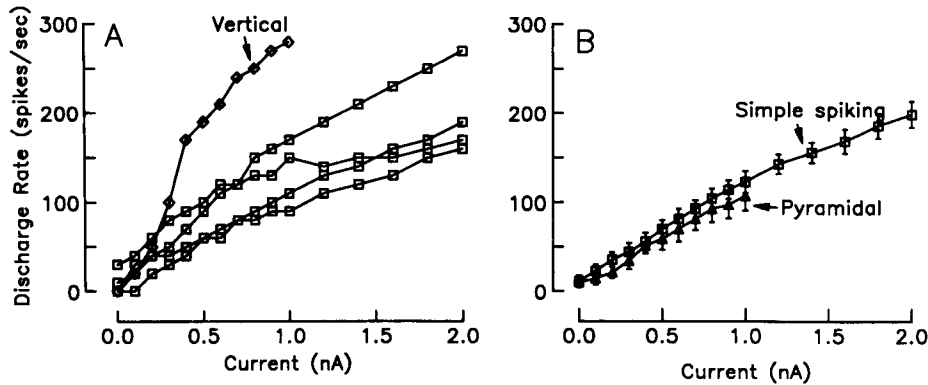 A
Vertical
Discharge Rate (spikes/sec)
300
200
100
0
0.0 0.5 1.0 1.5 2.0
Current (nA)
B
Simple spiking
Pyramidal
300
200
100
0
0.0 0.5 1.0 1.5 2.0
Current (nA)